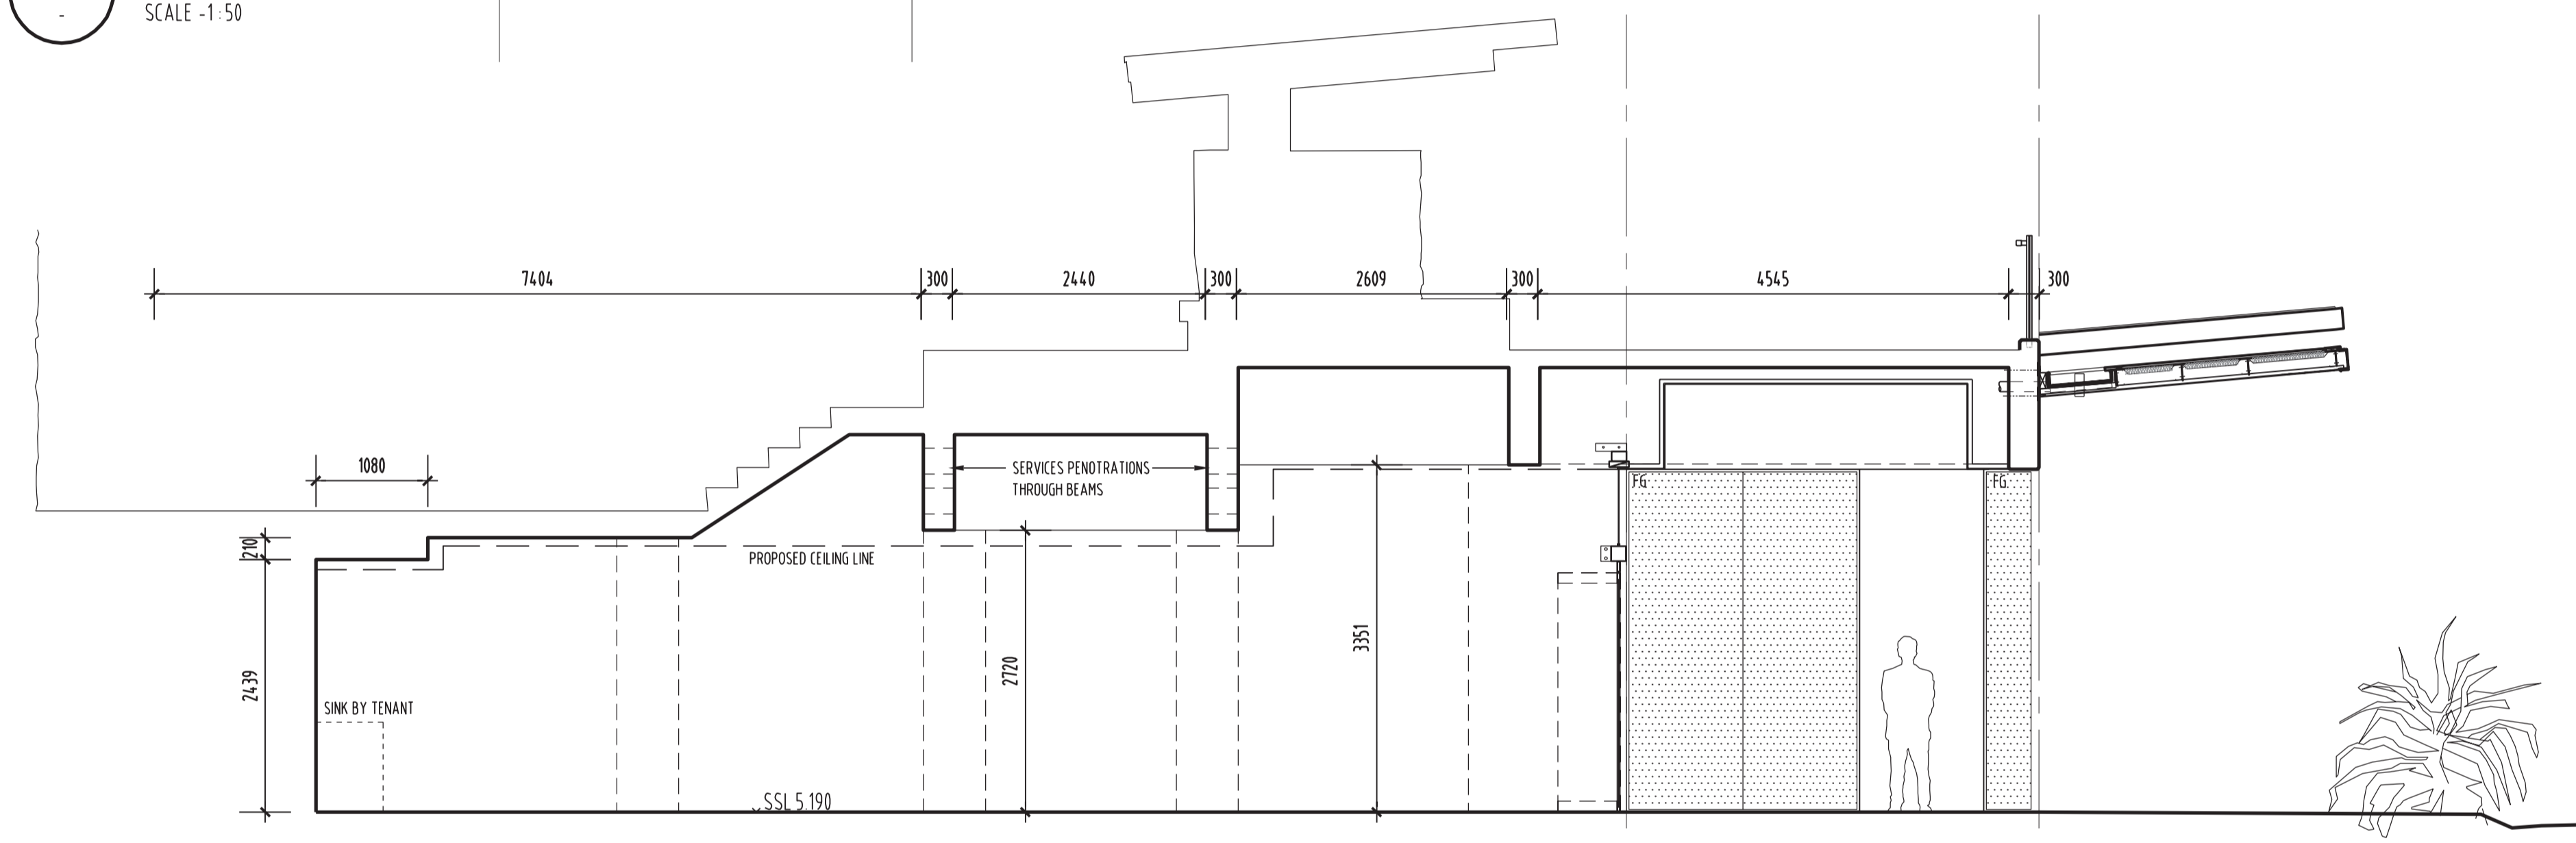 -
SCALE -1:50
7404
300
2440
300
2609
300
4545
300
1080
SERVICES PENOTRATIONS
THROUGH BEAMS
FG
FG
210
PROPOSED CEILING LINE
2439
2720
3351
SINK BY TENANT
SSL 5.190